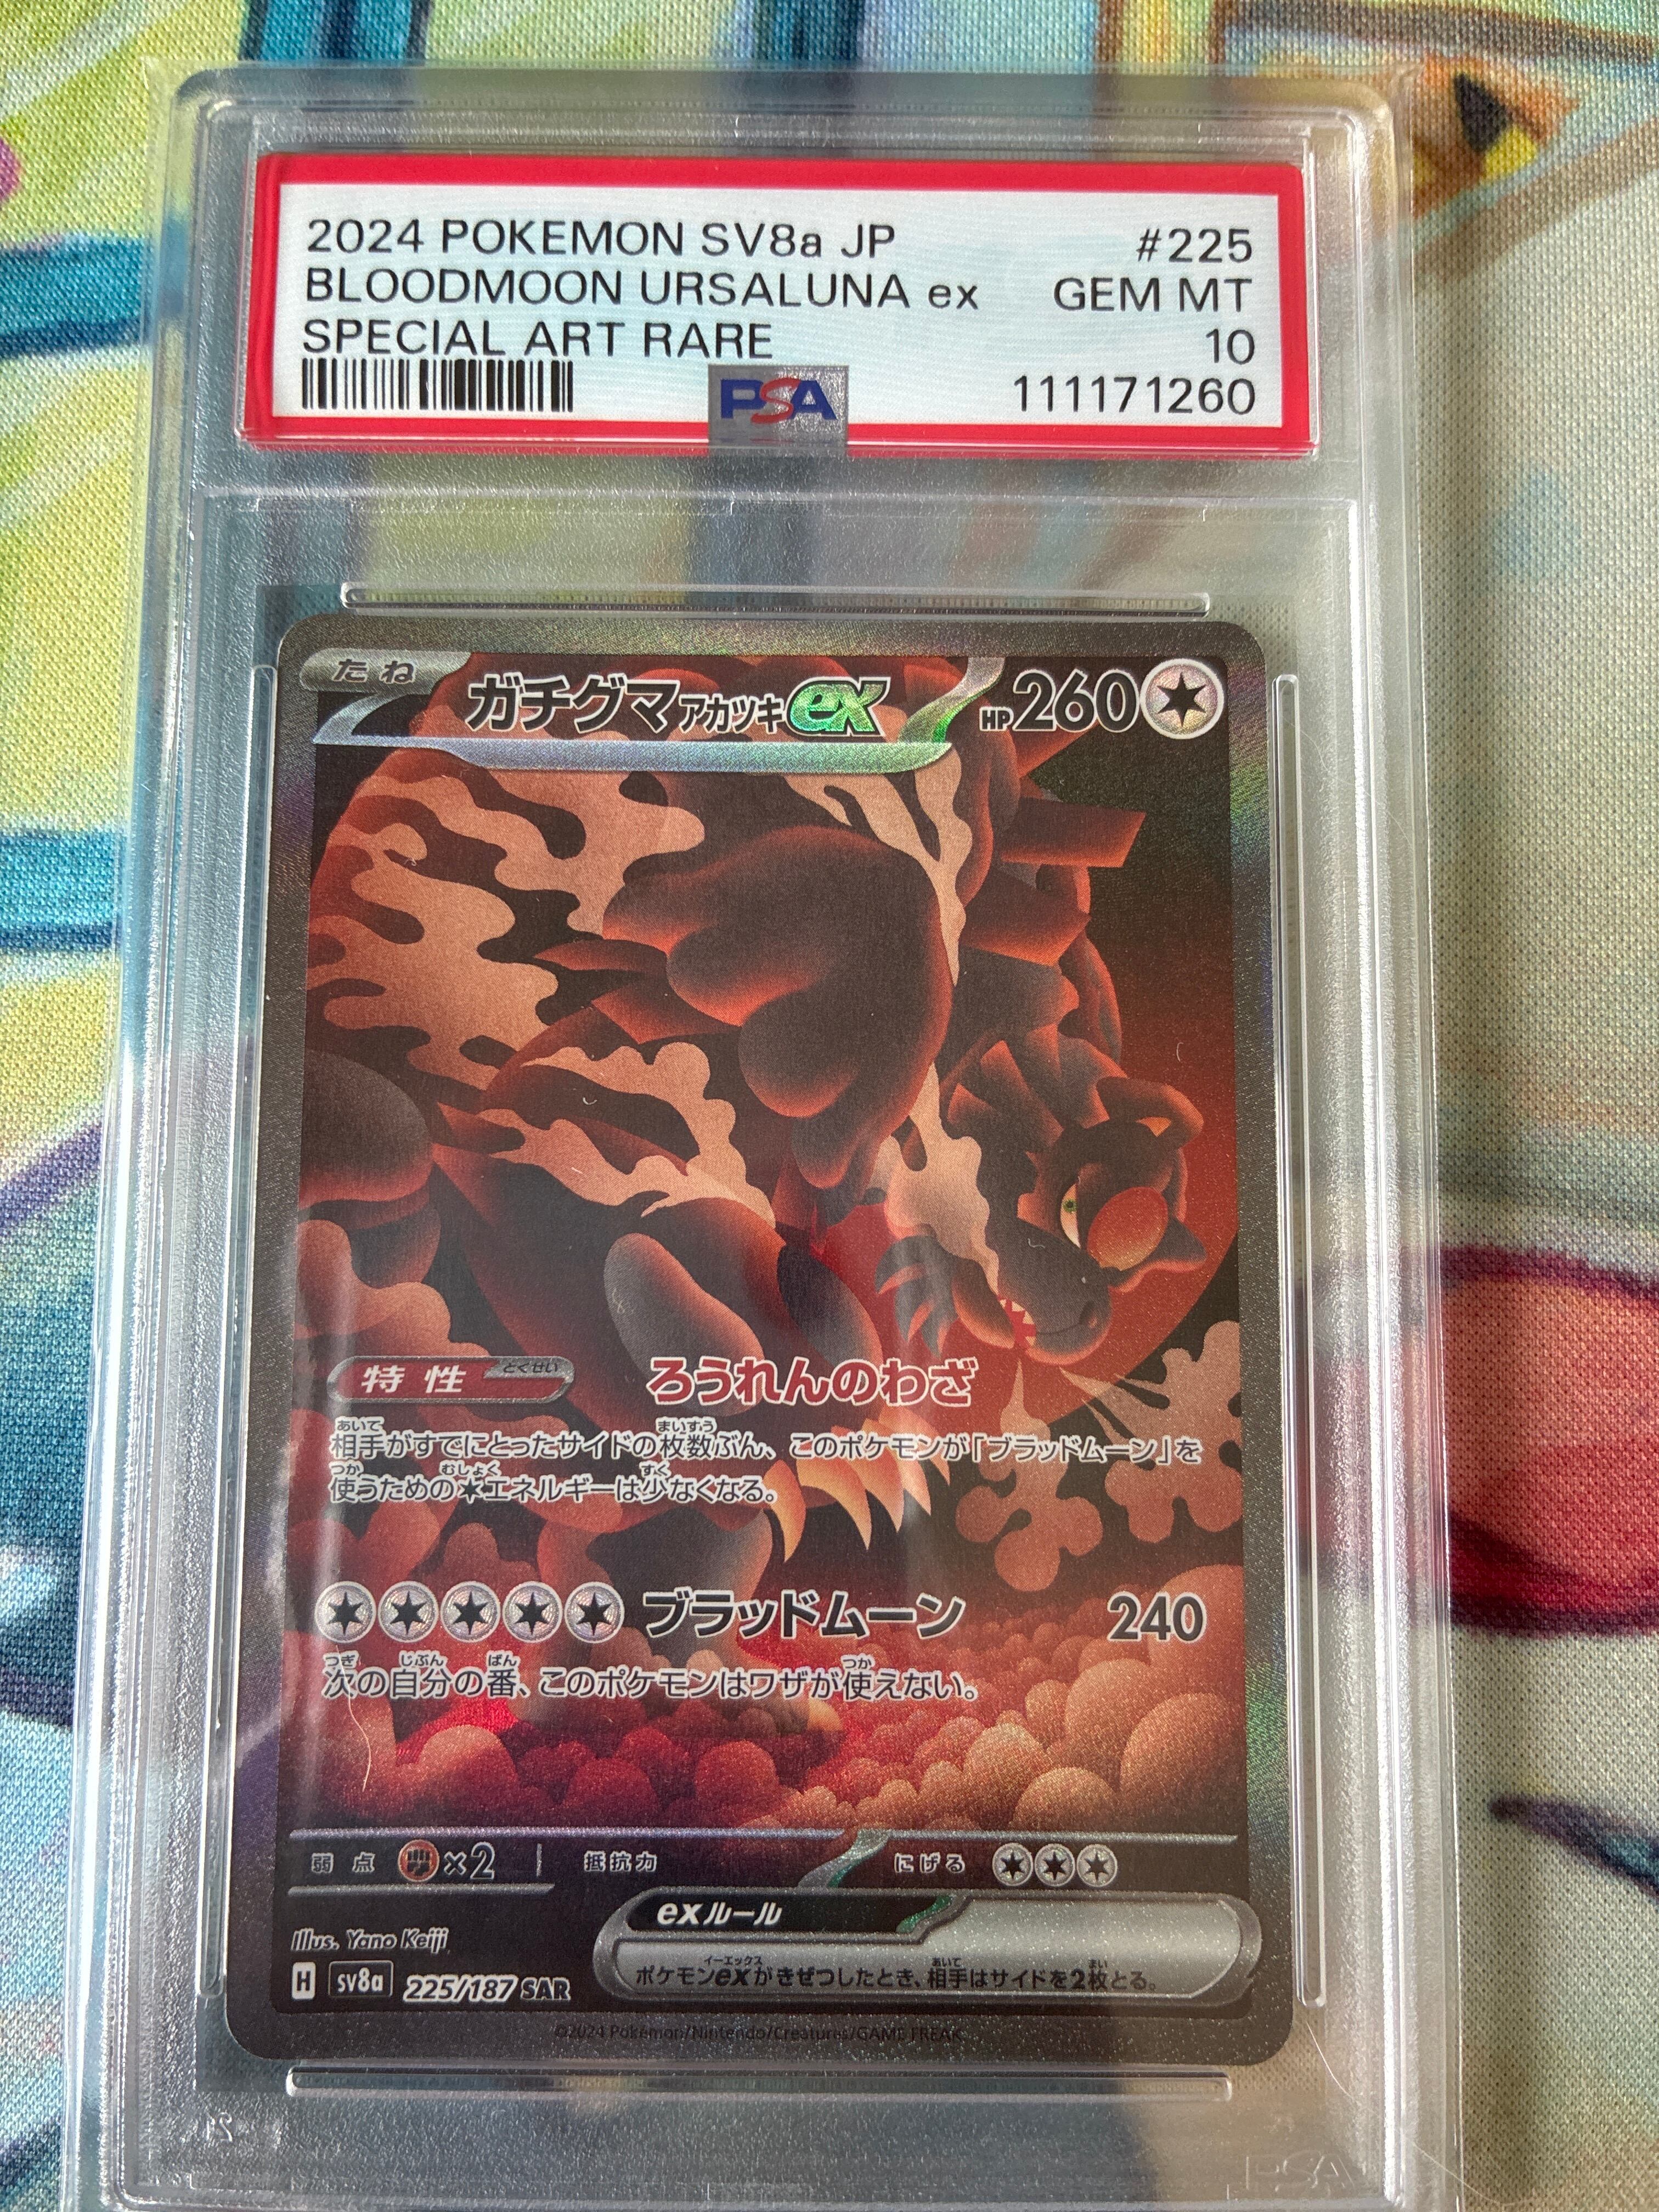 2024 POKEMON SV8a JP #225
BLOODMOON URSALUNA ex GEM MT
SPECIAL ART RARE 10
PSA 111171260
たね ガチグマ アカツキ ex HP 260
特性 とくせい ろうれんのわざ
あいて まいすう
相手がすでにとったサイドの枚数ぶん、このポケモンが「ブラッドムーン」を
つか むしょく すく
使うためのエネルギーは少なくなる。
ブラッドムーン 240
つぎ じぶん ばん つか
次の自分の番、このポケモンはワザが使えない。
弱点 ×2 抵抗力 にげる
exルール
Illus. Yano Keiji
イーエックス あいて まい
ポケモンexがきぜつしたとき、相手はサイドを2枚とる。
H sv8a 225/187 SAR
©2024 Pokémon/Nintendo/Creatures/GAME FREAK
PSA